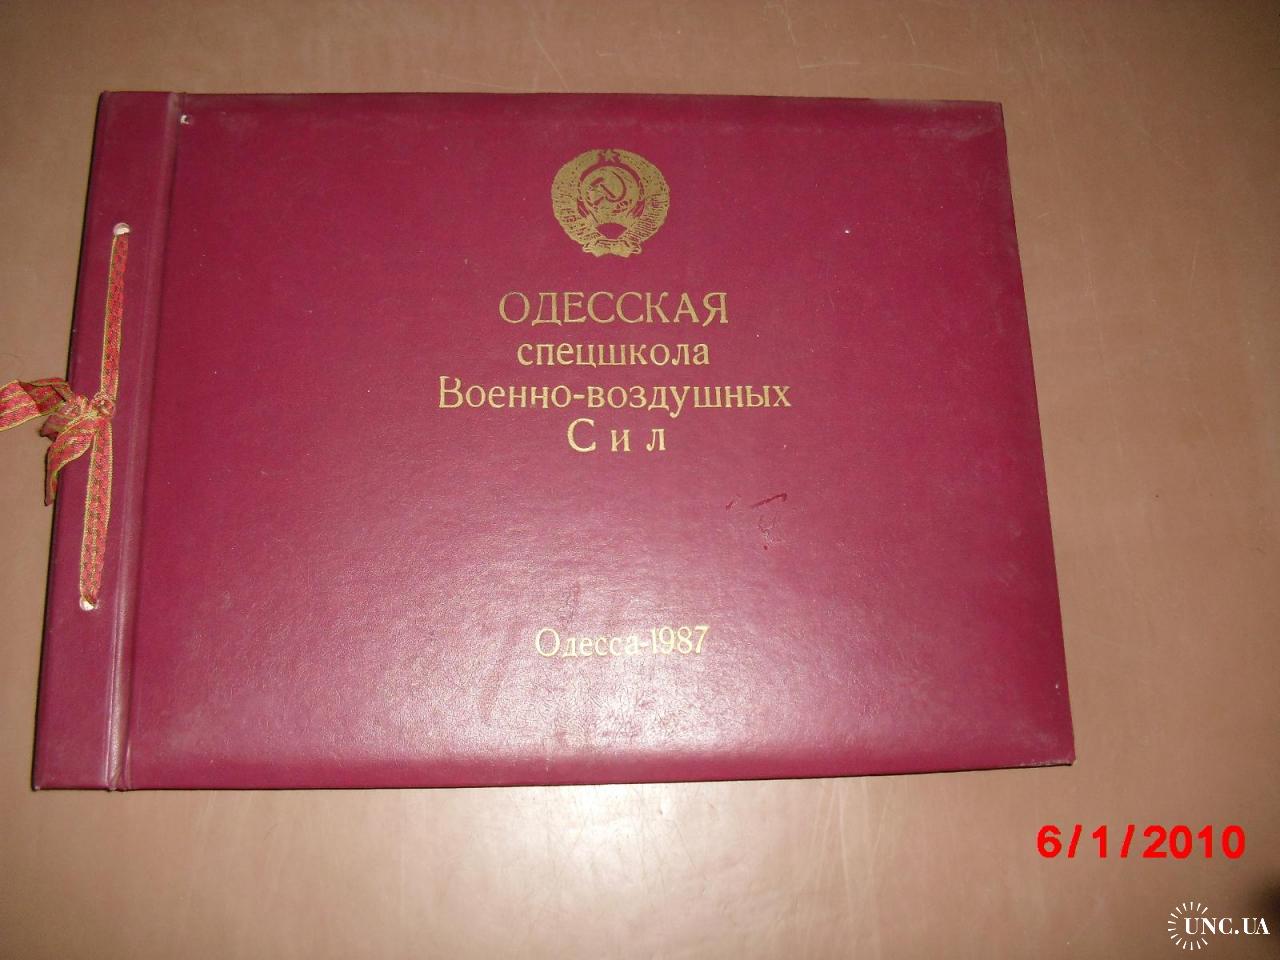 ОДЕССКАЯ
спецшкола
Военно-воздушных
Сил
Одесса-1987
6/1/2010
UNC.UA